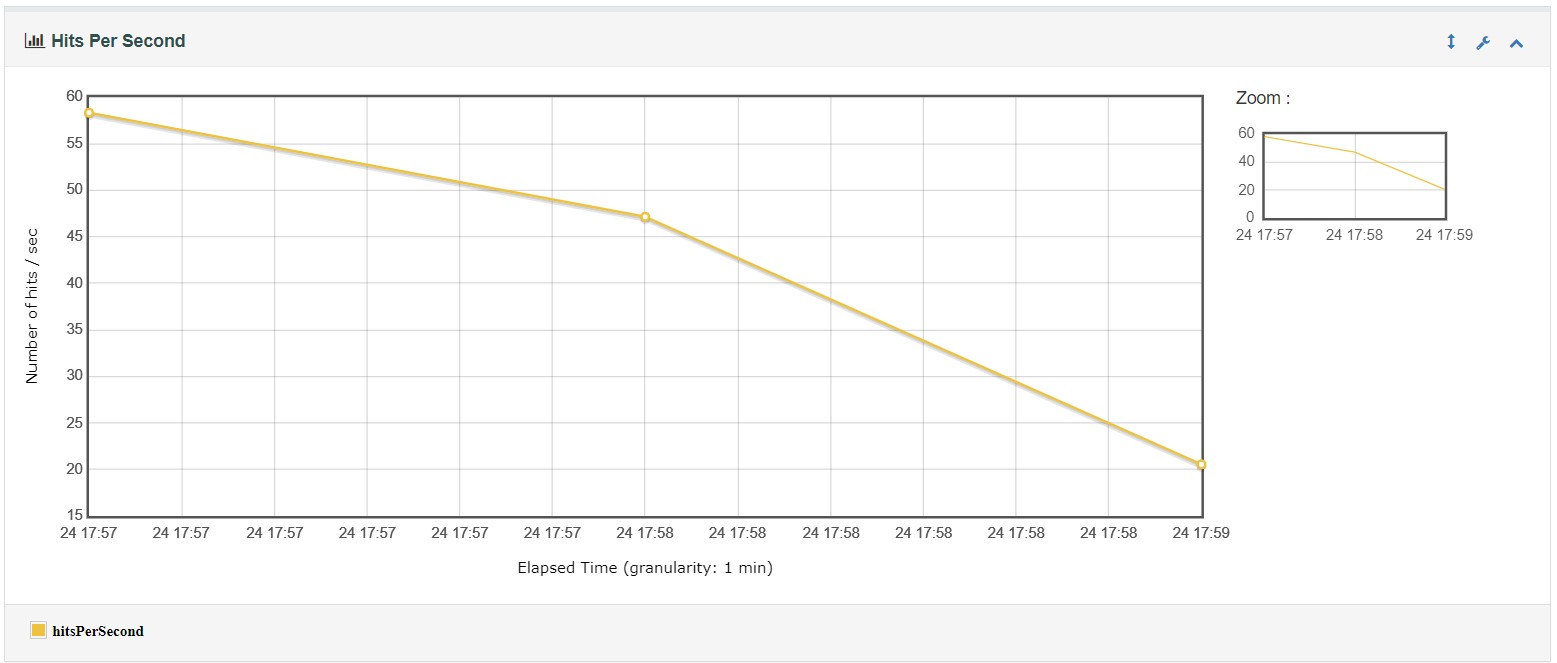 Hits Per Second
60
55
50
45
40
35
30
25
20
15
Number of hits / sec
24 17:57 24 17:57 24 17:57 24 17:57 24 17:57 24 17:57 24 17:58 24 17:58 24 17:58 24 17:58 24 17:58 24 17:58 24 17:59
Elapsed Time (granularity: 1 min)
Zoom :
60
40
20
0
24 17:57 24 17:58 24 17:59
hitsPerSecond